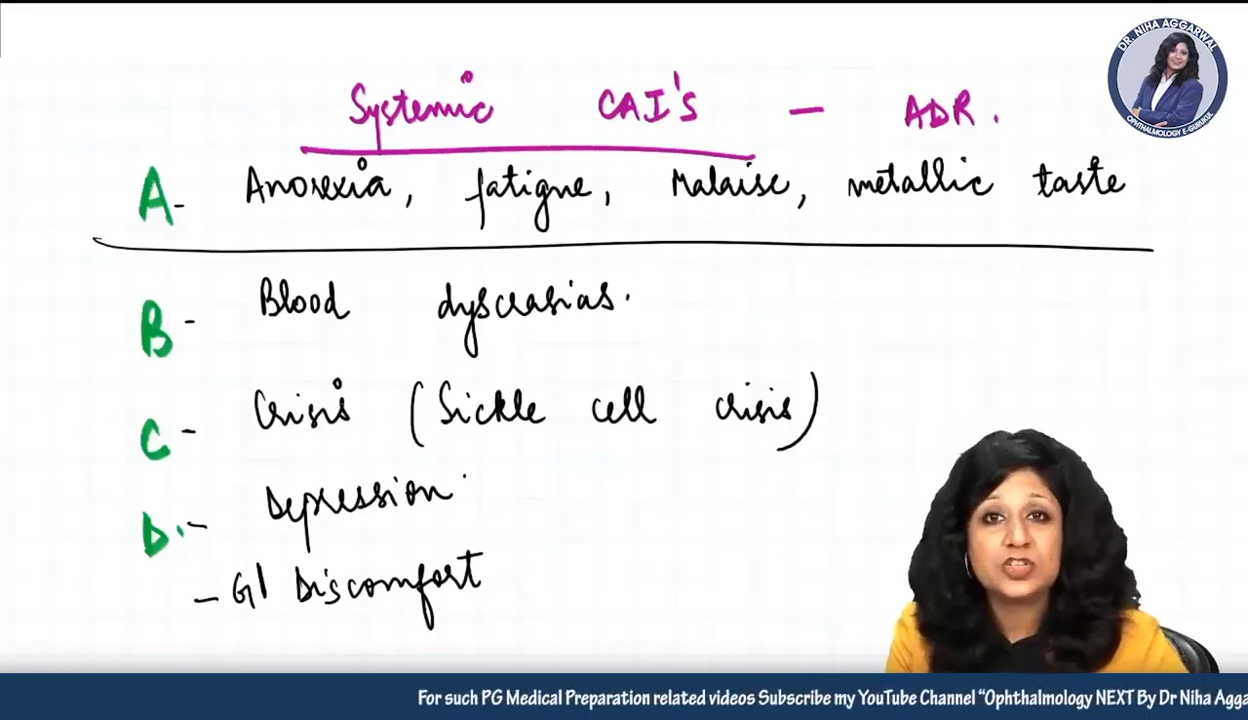 DR. NIHA AGGARWAL
OPHTHALMOLOGY E-GURUKUL
Systemic CAI's - ADR.
A- Anorexia, fatigue, Malaise, metallic taste
B- Blood dyscrasias.
C- Crisis (Sickle cell crisis)
D.- Depression.
- GI Discomfort
For such PG Medical Preparation related videos Subscribe my YouTube Channel “Ophthalmology NEXT By Dr Niha Agga